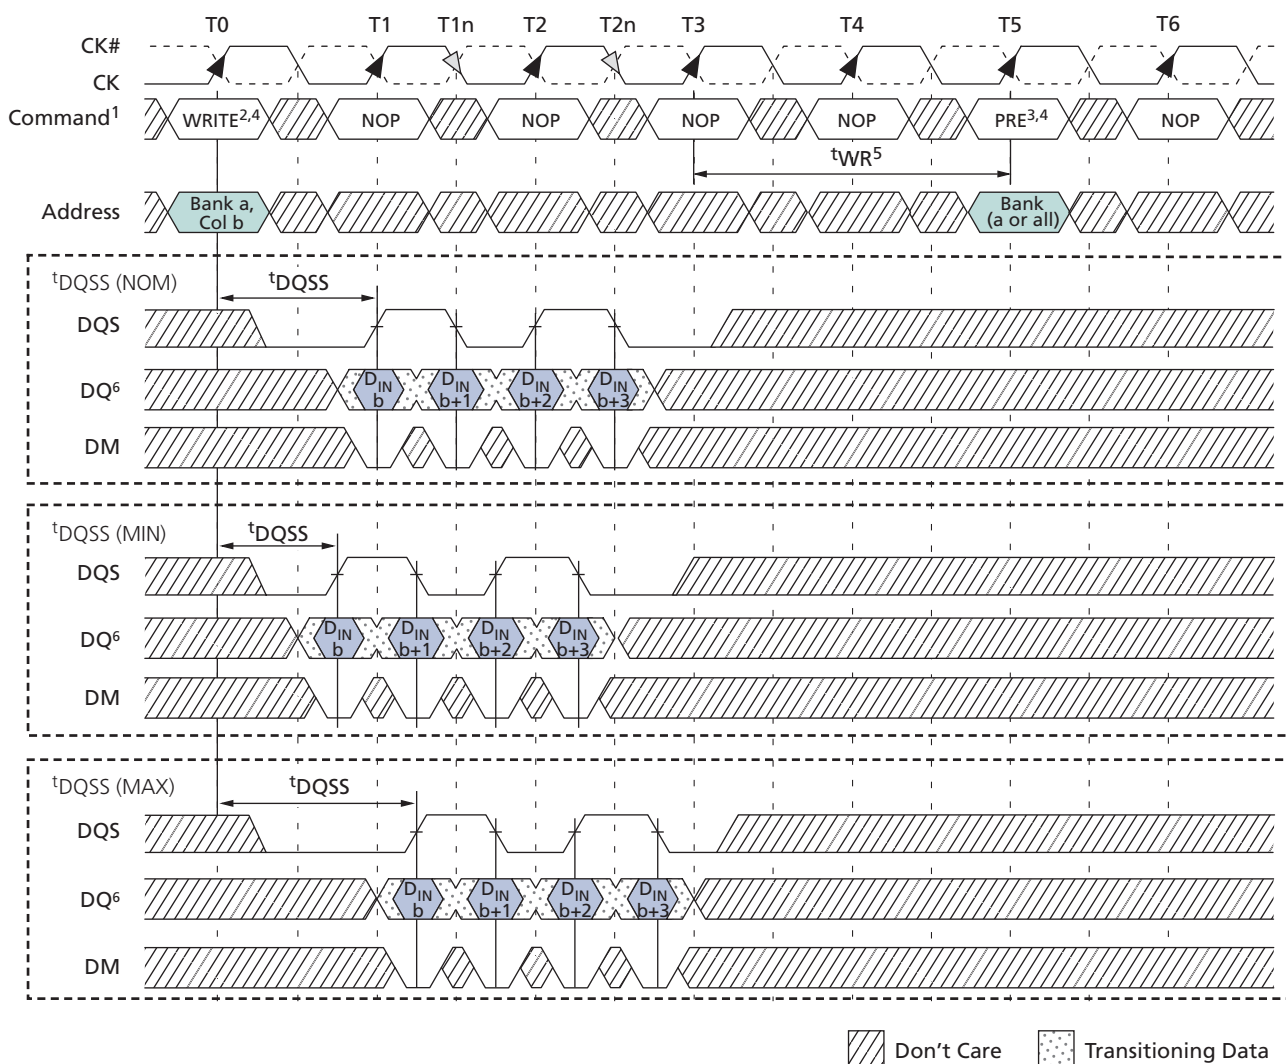 T0 T1 T1n T2 T2n T3 T4 T5 T6
CK#
CK
Command1 WRITE2,4 NOP NOP NOP NOP PRE3,4 NOP
tWR5
Address Bank a, Col b Bank (a or all)
tDQSS (NOM) tDQSS
DQS
DQ6 DIN b DIN b+1 DIN b+2 DIN b+3
DM
tDQSS (MIN) tDQSS
DQS
DQ6 DIN b DIN b+1 DIN b+2 DIN b+3
DM
tDQSS (MAX) tDQSS
DQS
DQ6 DIN b DIN b+1 DIN b+2 DIN b+3
DM
Don't Care Transitioning Data